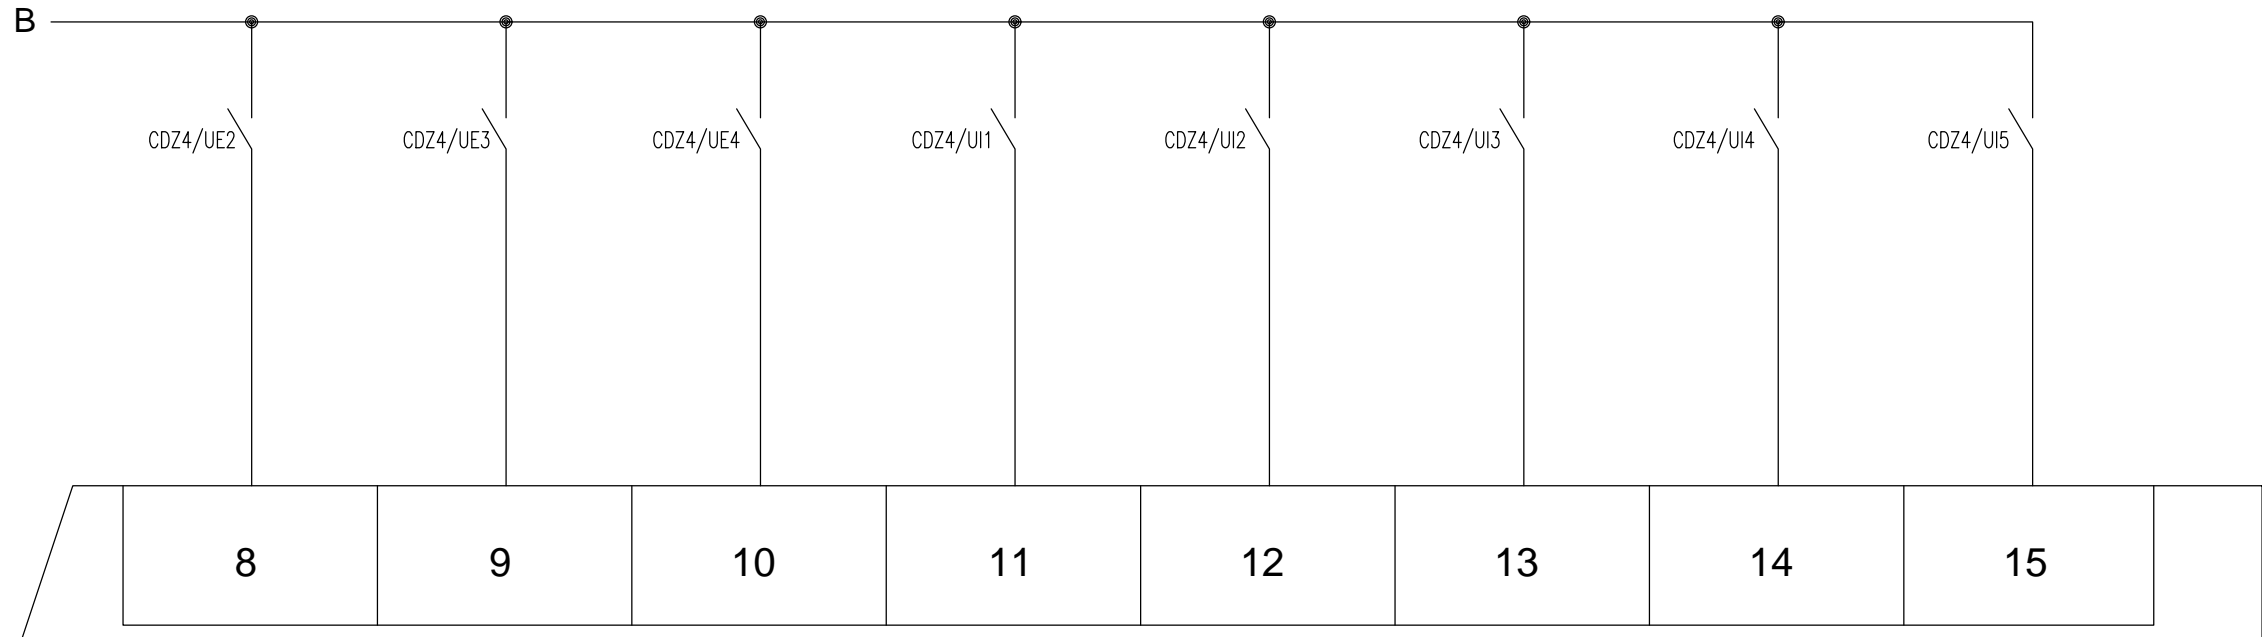 B
CDZ4/UE2 CDZ4/UE3 CDZ4/UE4 CDZ4/UI1 CDZ4/UI2 CDZ4/UI3 CDZ4/UI4 CDZ4/UI5
8 9 10 11 12 13 14 15